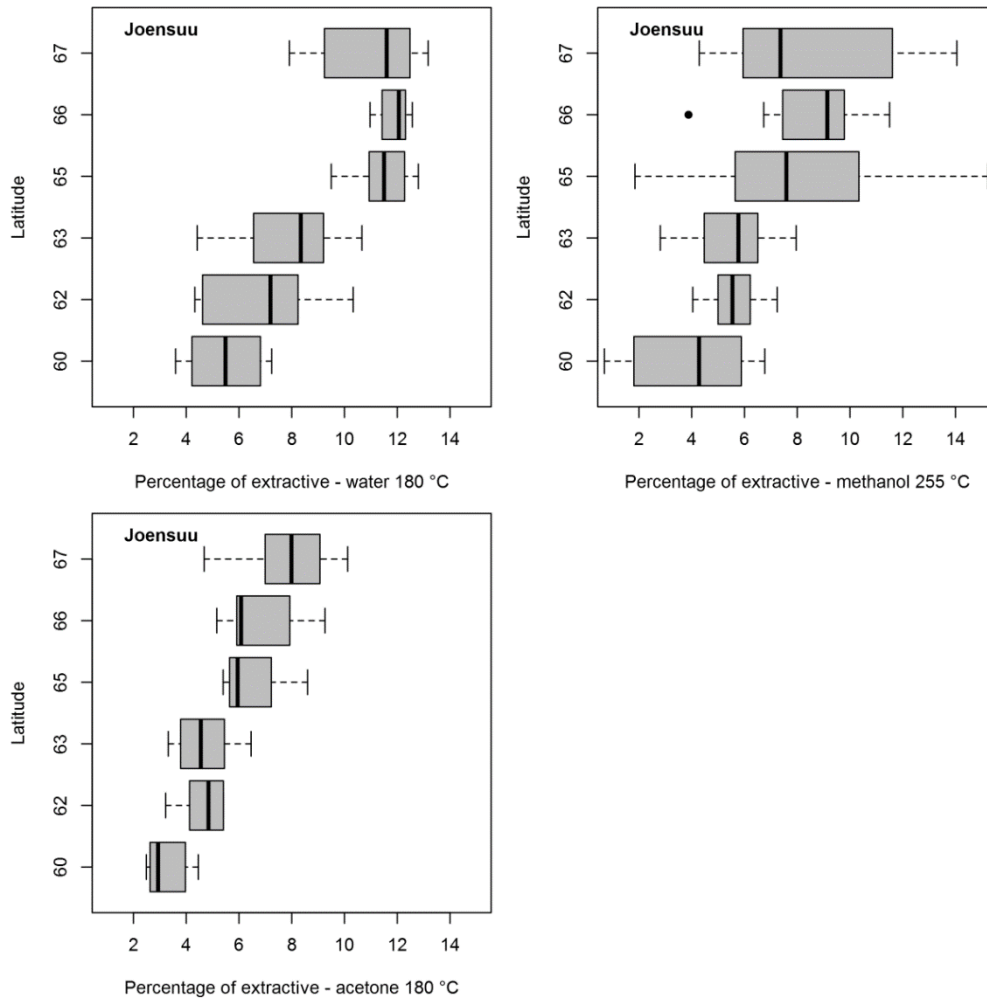 Joensuu
67
66
65
63
62
60
Latitude
2 4 6 8 10 12 14
Percentage of extractive - water 180 °C
Joensuu
67
66
65
63
62
60
Latitude
2 4 6 8 10 12 14
Percentage of extractive - methanol 255 °C
Joensuu
67
66
65
63
62
60
Latitude
2 4 6 8 10 12 14
Percentage of extractive - acetone 180 °C